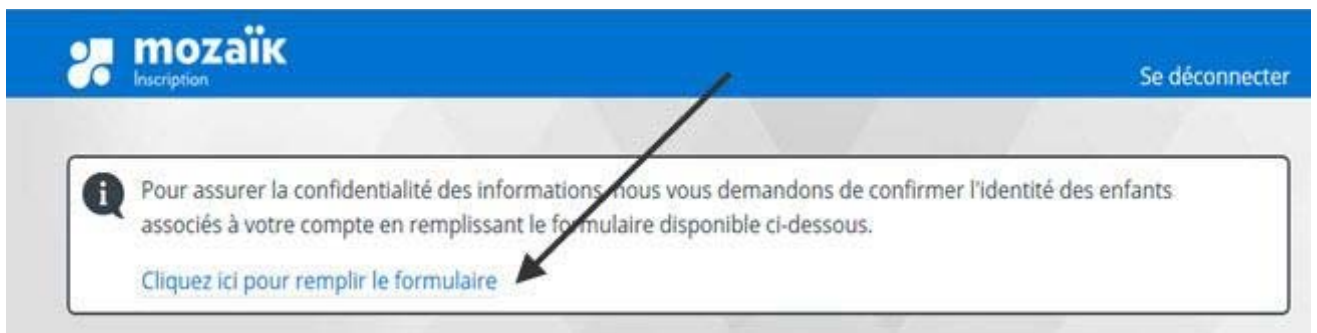 mozaïk
Inscription
Se déconnecter
Pour assurer la confidentialité des informations, nous vous demandons de confirmer l'identité des enfants
associés à votre compte en remplissant le formulaire disponible ci-dessous.
Cliquez ici pour remplir le formulaire